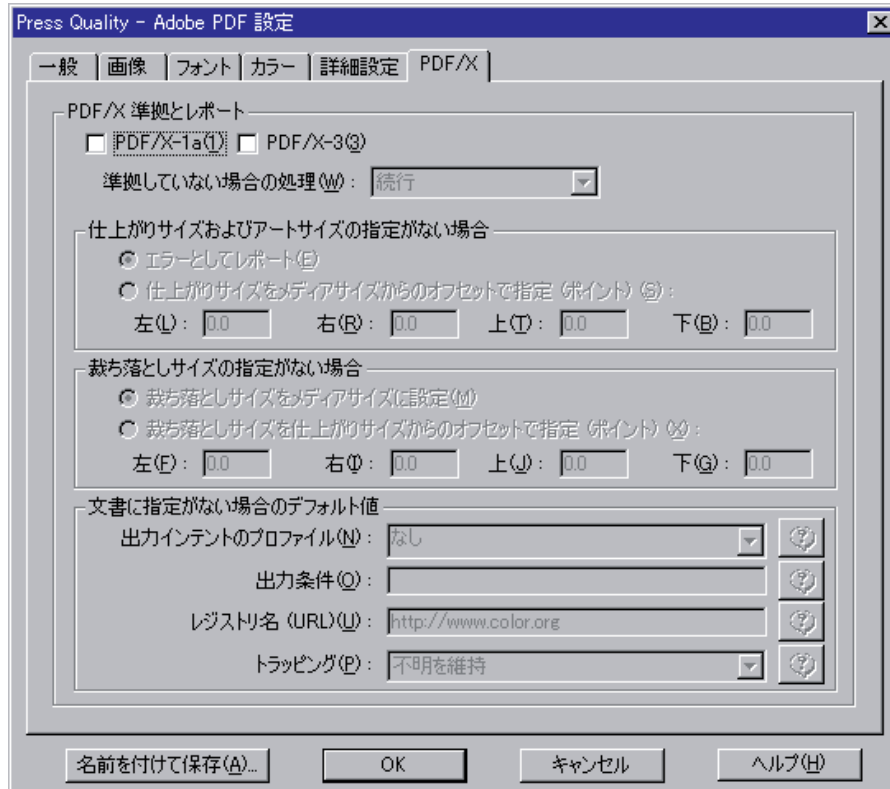 Press Quality - Adobe PDF 設定
一般 画像 フォント カラー 詳細設定 PDF/X
PDF/X 準拠とレポート
PDF/X-1a(1) PDF/X-3(3)
準拠していない場合の処理(W): 続行
仕上がりサイズおよびアートサイズの指定がない場合
エラーとしてレポート(E)
仕上がりサイズをメディアサイズからのオフセットで指定 (ポイント) (S):
左(L): 0.0 右(R): 0.0 上(T): 0.0 下(B): 0.0
裁ち落としサイズの指定がない場合
裁ち落としサイズをメディアサイズに設定(M)
裁ち落としサイズを仕上がりサイズからのオフセットで指定 (ポイント) (X):
左(F): 0.0 右(I): 0.0 上(J): 0.0 下(G): 0.0
文書に指定がない場合のデフォルト値
出力インテントのプロファイル(N): なし
出力条件(O):
レジストリ名 (URL)(U): http://www.color.org
トラッピング(P): 不明を維持
名前を付けて保存(A)... OK キャンセル ヘルプ(H)